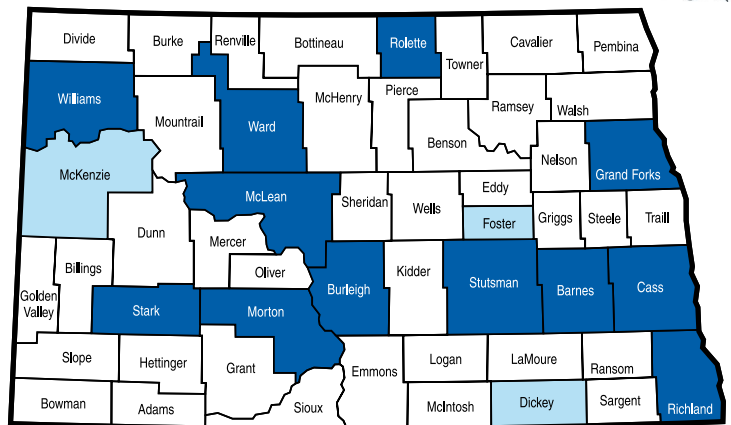 Divide
Burke
Renville
Bottineau
Rolette
Towner
Cavalier
Pembina
Williams
Mountrail
Ward
McHenry
Pierce
Benson
Ramsey
Walsh
McKenzie
Nelson
Grand Forks
Dunn
McLean
Mercer
Oliver
Sheridan
Wells
Eddy
Foster
Griggs
Steele
Traill
Golden
Valley
Billings
Stark
Morton
Burleigh
Kidder
Stutsman
Barnes
Cass
Slope
Hettinger
Grant
Emmons
Logan
LaMoure
Ransom
Bowman
Adams
Sioux
McIntosh
Dickey
Sargent
Richland